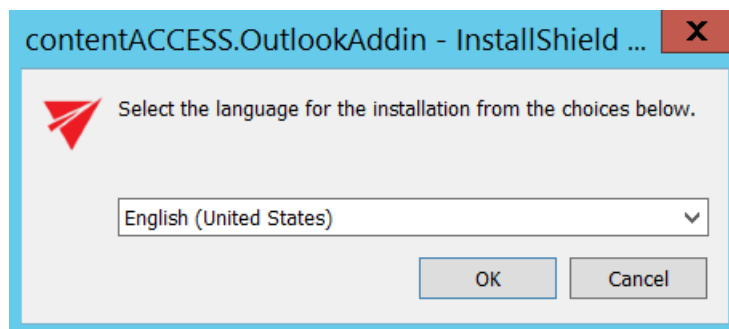 contentACCESS.OutlookAddin - InstallShield ...
Select the language for the installation from the choices below.
English (United States)
OK Cancel